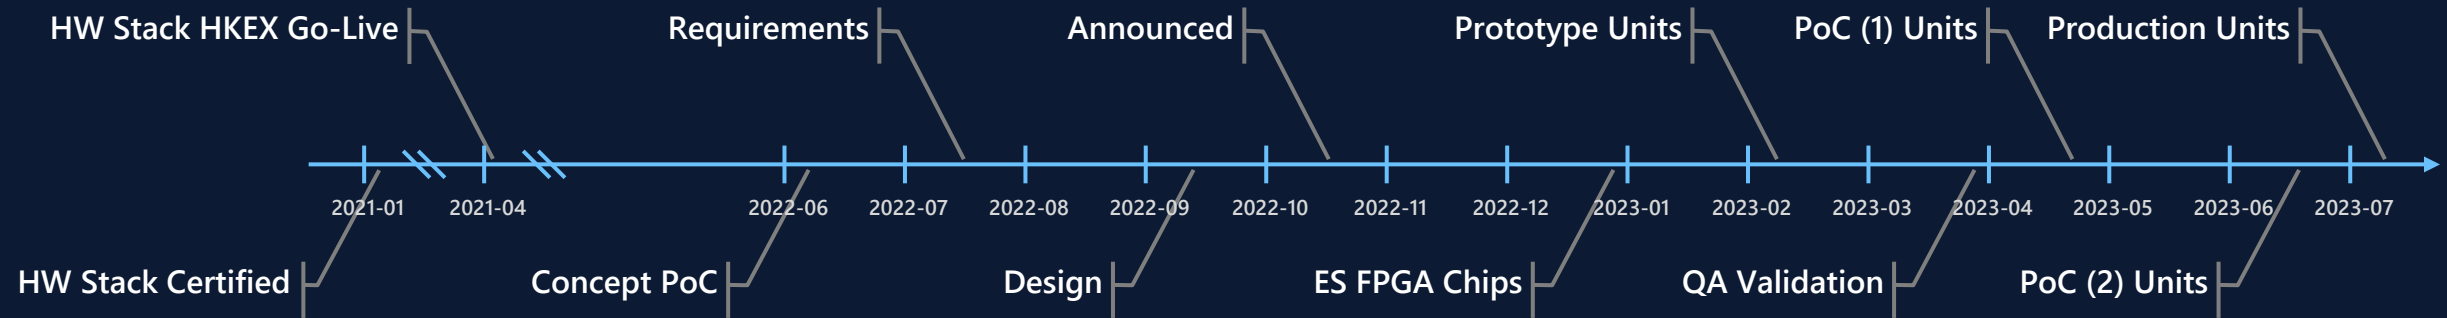 HW Stack HKEX Go-Live
Requirements
Announced
Prototype Units
PoC (1) Units
Production Units
2021-01
2021-04
2022-06
2022-07
2022-08
2022-09
2022-10
2022-11
2022-12
2023-01
2023-02
2023-03
2023-04
2023-05
2023-06
2023-07
HW Stack Certified
Concept PoC
Design
ES FPGA Chips
QA Validation
PoC (2) Units